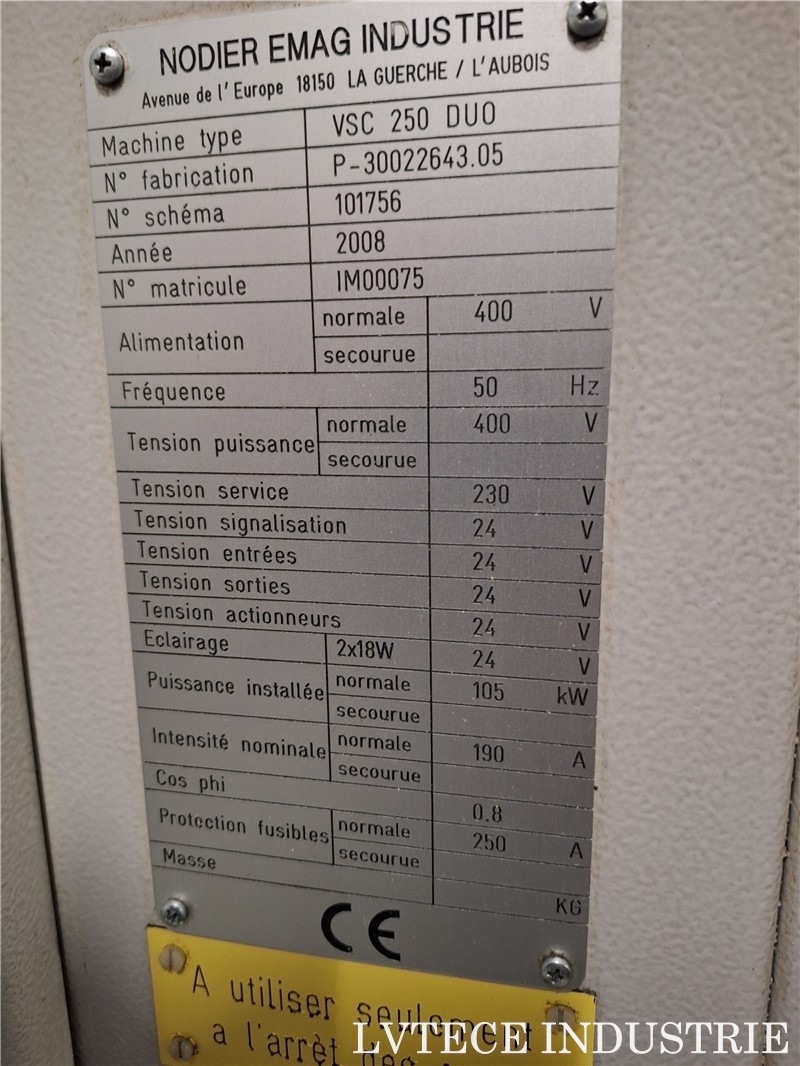 NODIER EMAG INDUSTRIE
Avenue de l'Europe 18150 LA GUERCHE / L'AUBOIS
Machine type VSC 250 DUO
N° fabrication P-30022643.05
N° schéma 101756
Année 2008
N° matricule IM00075
Alimentation normale 400 V
secourue
Fréquence 50 Hz
Tension puissance normale 400 V
secourue
Tension service 230 V
Tension signalisation 24 V
Tension entrées 24 V
Tension sorties 24 V
Tension actionneurs 24 V
Eclairage 2x18W 24 V
Puissance installée normale 105 kW
secourue
Intensité nominale normale 190 A
secourue
Cos phi 0.8
Protection fusibles normale 250 A
secourue
Masse KG
CE
A utiliser seulement
a l'arrèt
LVTECE INDUSTRIE